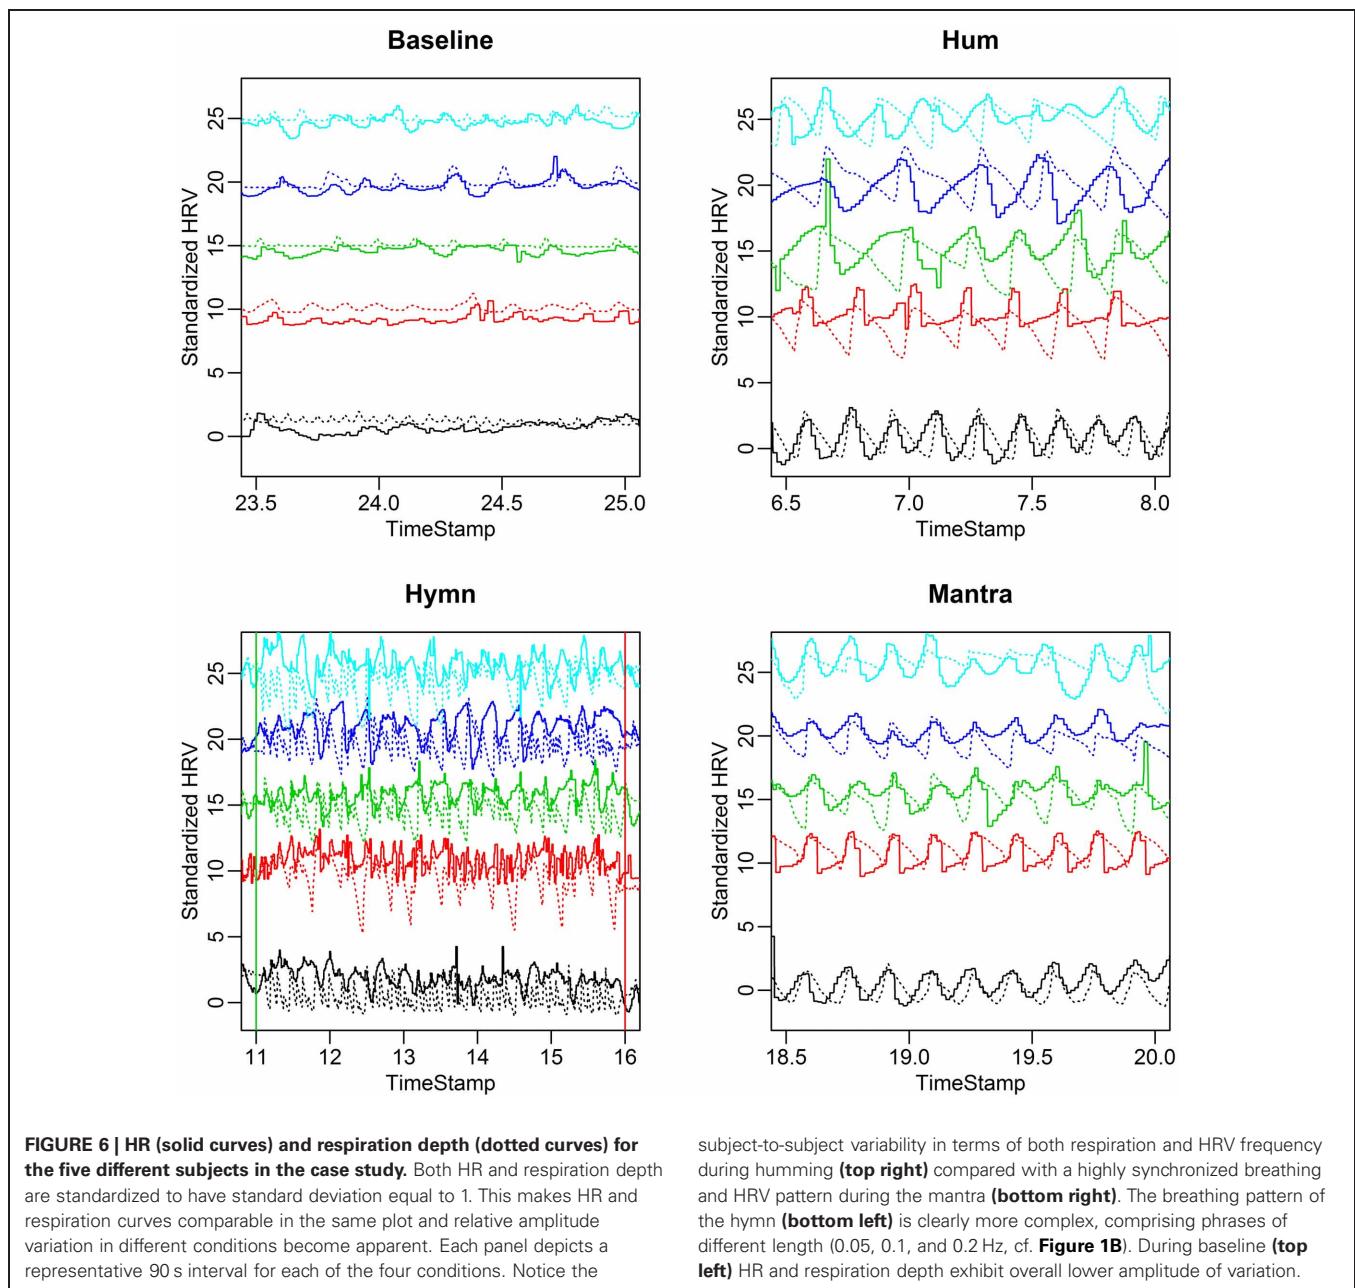 Baseline
Standardized HRV
0
5
10
15
20
25
23.5
24.0
24.5
25.0
TimeStamp
Hum
Standardized HRV
0
5
10
15
20
25
6.5
7.0
7.5
8.0
TimeStamp
Hymn
Standardized HRV
0
5
10
15
20
25
11
12
13
14
15
16
TimeStamp
Mantra
Standardized HRV
0
5
10
15
20
25
18.5
19.0
19.5
20.0
TimeStamp
FIGURE 6 | HR (solid curves) and respiration depth (dotted curves) for
the five different subjects in the case study. Both HR and respiration depth
are standardized to have standard deviation equal to 1. This makes HR and
respiration curves comparable in the same plot and relative amplitude
variation in different conditions become apparent. Each panel depicts a
representative 90 s interval for each of the four conditions. Notice the
subject-to-subject variability in terms of both respiration and HRV frequency
during humming (top right) compared with a highly synchronized breathing
and HRV pattern during the mantra (bottom right). The breathing pattern of
the hymn (bottom left) is clearly more complex, comprising phrases of
different length (0.05, 0.1, and 0.2 Hz, cf. Figure 1B). During baseline (top
left) HR and respiration depth exhibit overall lower amplitude of variation.